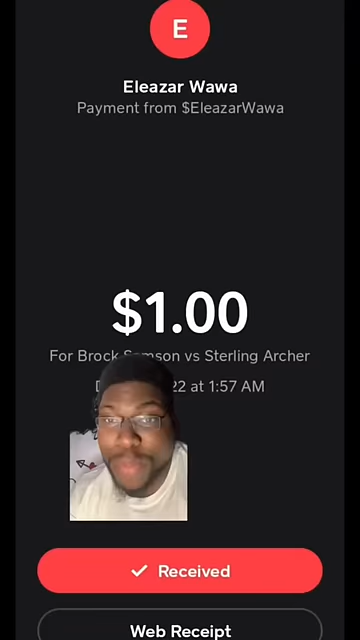 E
Eleazar Wawa
Payment from $EleazarWawa
$1.00
For Brock Samson vs Sterling Archer
22 at 1:57 AM
Received
Web Receipt